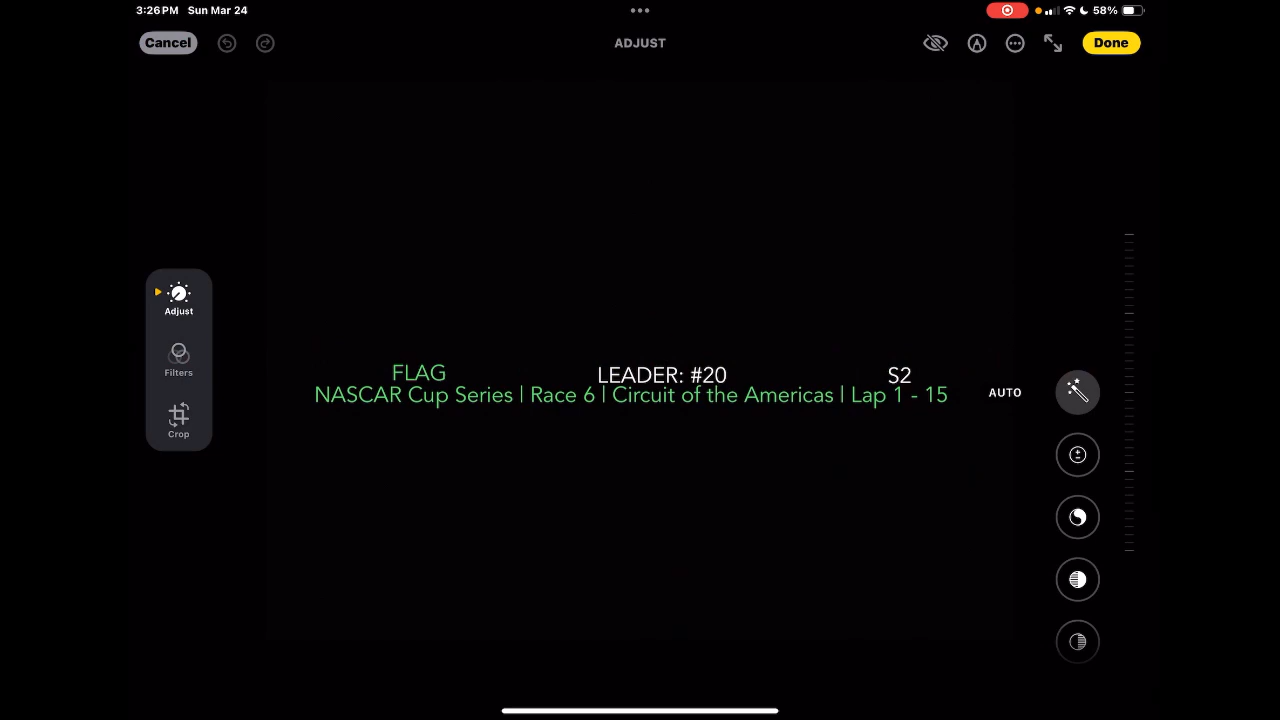 3:26 PM Sun Mar 24 58%
Cancel ADJUST Done
Adjust
Filters
Crop
FLAG LEADER: #20 S2
NASCAR Cup Series | Race 6 | Circuit of the Americas | Lap 1 - 15
AUTO